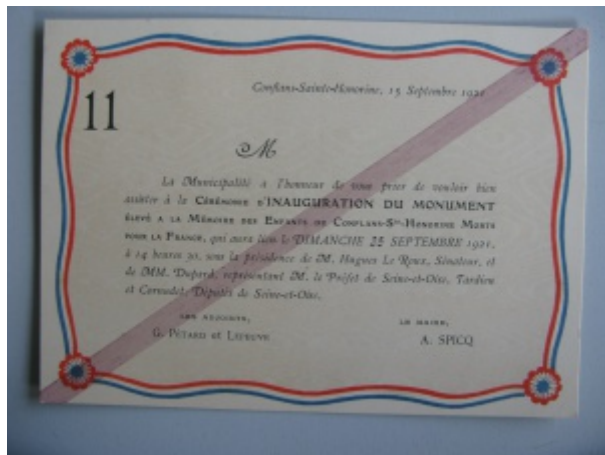 Conflans-Sainte-Honorine, 15 Septembre 1921
11
M
La Municipalité a l'honneur de vous prier de vouloir bien
assister à la CÉRÉMONIE D'INAUGURATION DU MONUMENT
ÉLEVÉ A LA MÉMOIRE DES ENFANTS DE CONFLANS-STE-HONORINE MORTS
POUR LA FRANCE, qui aura lieu le DIMANCHE 25 SEPTEMBRE 1921,
à 14 heures 30, sous la présidence de M. Hugues Le Roux, Sénateur, et
de MM. Dupard, représentant M. le Préfet de Seine-et-Oise, Tardieu
et Cornudet, Députés de Seine-et-Oise.
LES ADJOINTS,
LE MAIRE,
G. PETARD et LEFEUVE
A. SPICQ